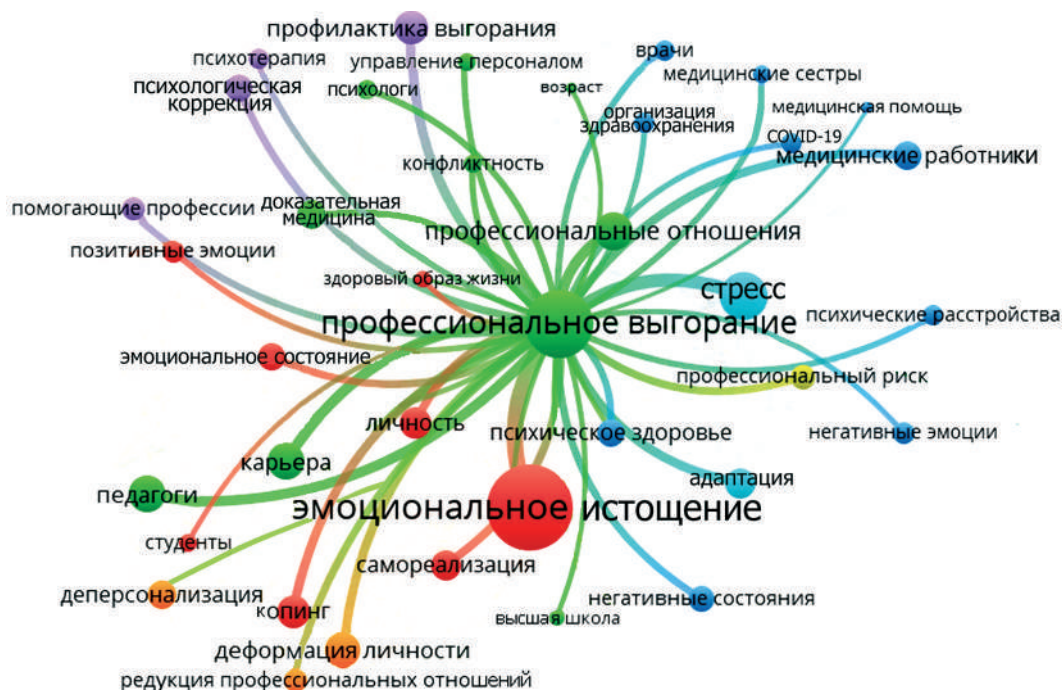 профилактика выгорания
психотерапия
управление персоналом
врачи
медицинские сестры
психологическая
коррекция
психологи
возраст
организация
здравоохранения
медицинская помощь
COVID-19
медицинские работники
конфликтность
доказательная
медицина
помогающие профессии
профессиональные отношения
позитивные эмоции
здоровый образ жизни
стресс
профессиональное выгорание
психические расстройства
эмоциональное состояние
профессиональный риск
личность
психическое здоровье
негативные эмоции
карьера
адаптация
педагоги
эмоциональное истощение
студенты
самореализация
деперсонализация
копинг
негативные состояния
высшая школа
деформация личности
редукция профессиональных отношений